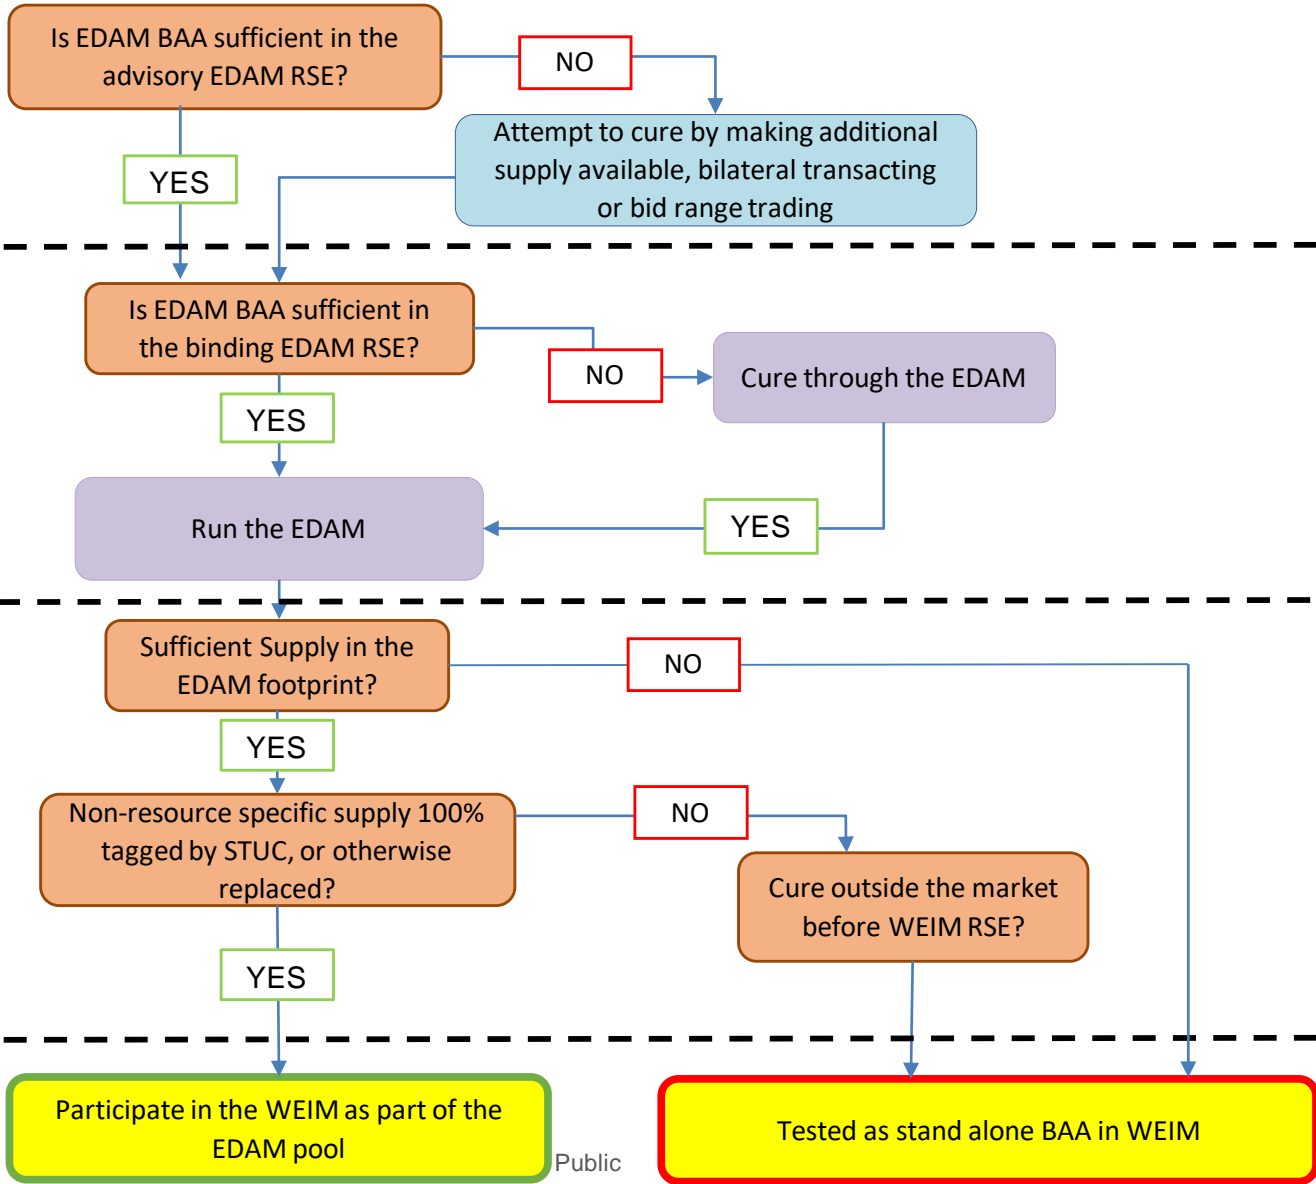 Is EDAM BAA sufficient in the
advisory EDAM RSE?
NO
Attempt to cure by making additional
supply available, bilateral transacting
or bid range trading
YES
Is EDAM BAA sufficient in
the binding EDAM RSE?
NO
Cure through the EDAM
YES
Run the EDAM
YES
Sufficient Supply in the
EDAM footprint?
NO
YES
Non-resource specific supply 100%
tagged by STUC, or otherwise
replaced?
NO
Cure outside the market
before WEIM RSE?
YES
Participate in the WEIM as part of the
EDAM pool
Tested as stand alone BAA in WEIM
Public